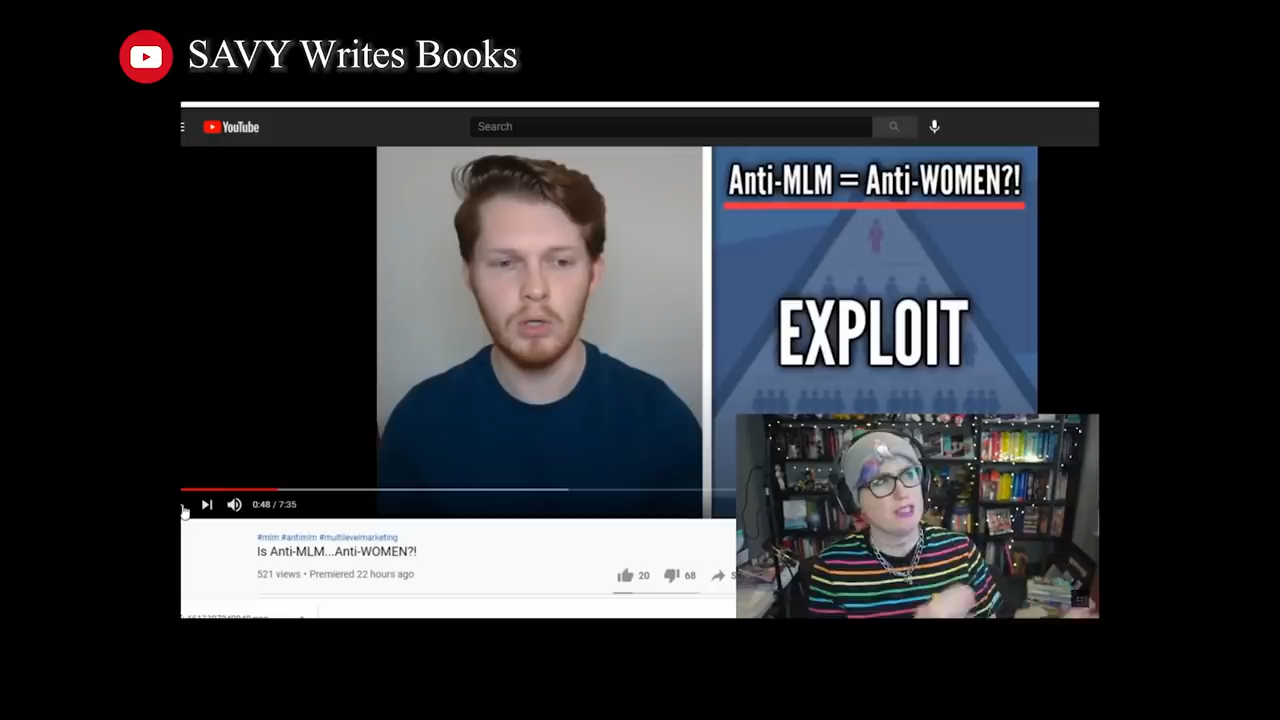 SAVY Writes Books
YouTube
Search
Anti-MLM = Anti-WOMEN?!
EXPLOIT
0:48 / 7:35
#mlm #antimlm #multilevelmarketing
Is Anti-MLM...Anti-WOMEN?!
521 views • Premiered 22 hours ago
20
68
S